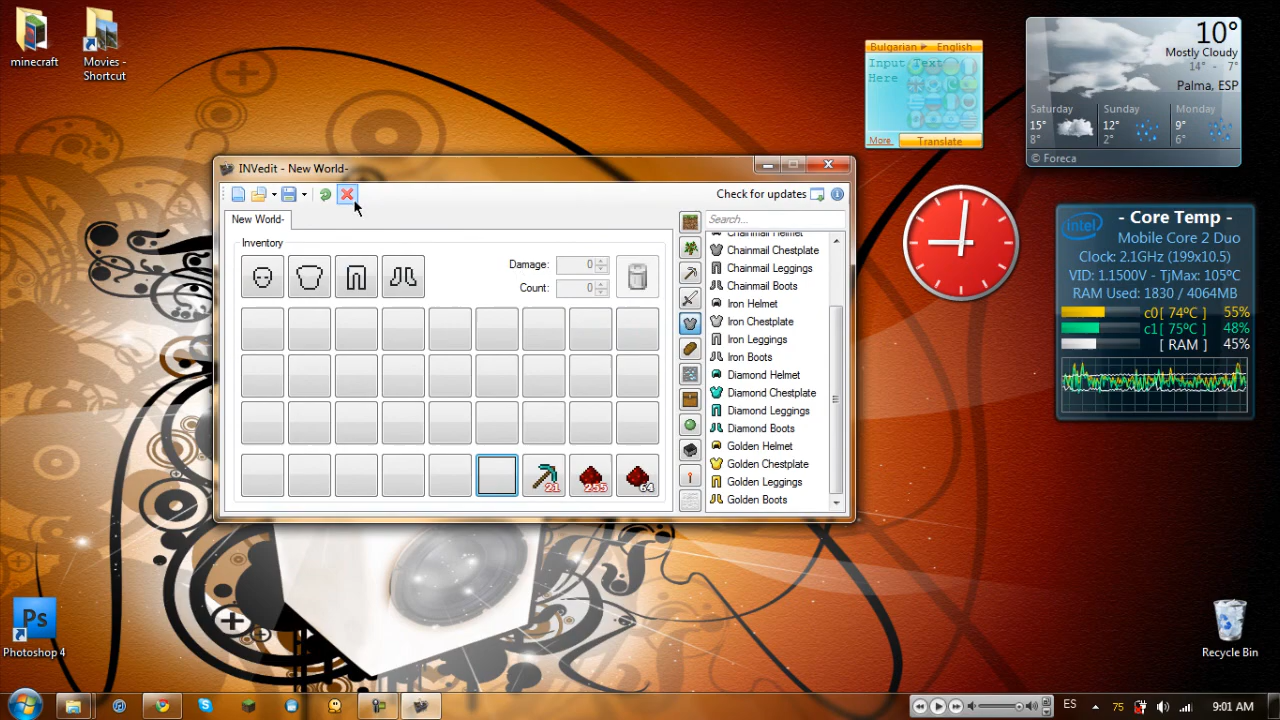 minecraft
Movies -
Shortcut
Bulgarian English
Input Text
Here
More
Translate
10°
Mostly Cloudy
14° - 7°
Palma, ESP
Saturday Sunday Monday
15° 12° 9°
8° 2° 6°
© Foreca
INVedit - New World-
Check for updates
New World-
Search...
Inventory
Damage: 0
Count: 0
21
255
64
Chainmail Helmet
Chainmail Chestplate
Chainmail Leggings
Chainmail Boots
Iron Helmet
Iron Chestplate
Iron Leggings
Iron Boots
Diamond Helmet
Diamond Chestplate
Diamond Leggings
Diamond Boots
Golden Helmet
Golden Chestplate
Golden Leggings
Golden Boots
intel
- Core Temp -
Mobile Core 2 Duo
Clock: 2.1GHz (199x10.5)
VID: 1.1500V - TjMax: 105ºC
RAM Used: 1830 / 4064MB
c0[ 74ºC ] 55%
c1[ 75ºC ] 48%
[ RAM ] 45%
Ps
Photoshop 4
Recycle Bin
ES
75
9:01 AM